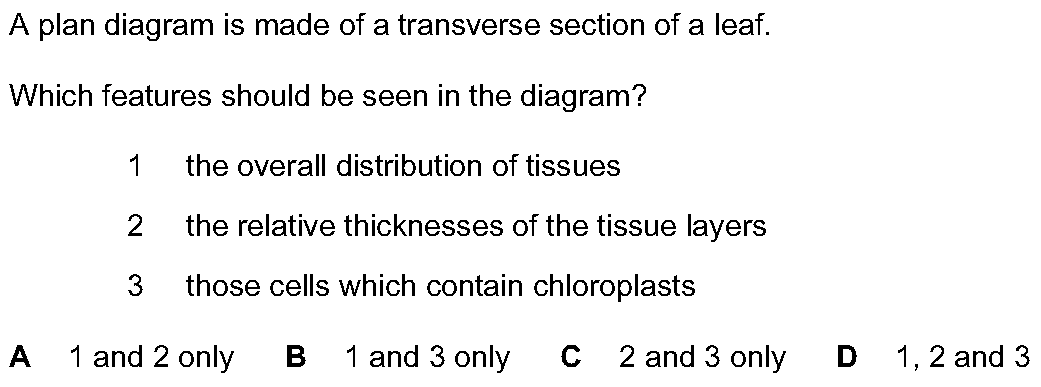 A plan diagram is made of a transverse section of a leaf.
Which features should be seen in the diagram?
1 the overall distribution of tissues
2 the relative thicknesses of the tissue layers
3 those cells which contain chloroplasts
A 1 and 2 only B 1 and 3 only C 2 and 3 only D 1, 2 and 3